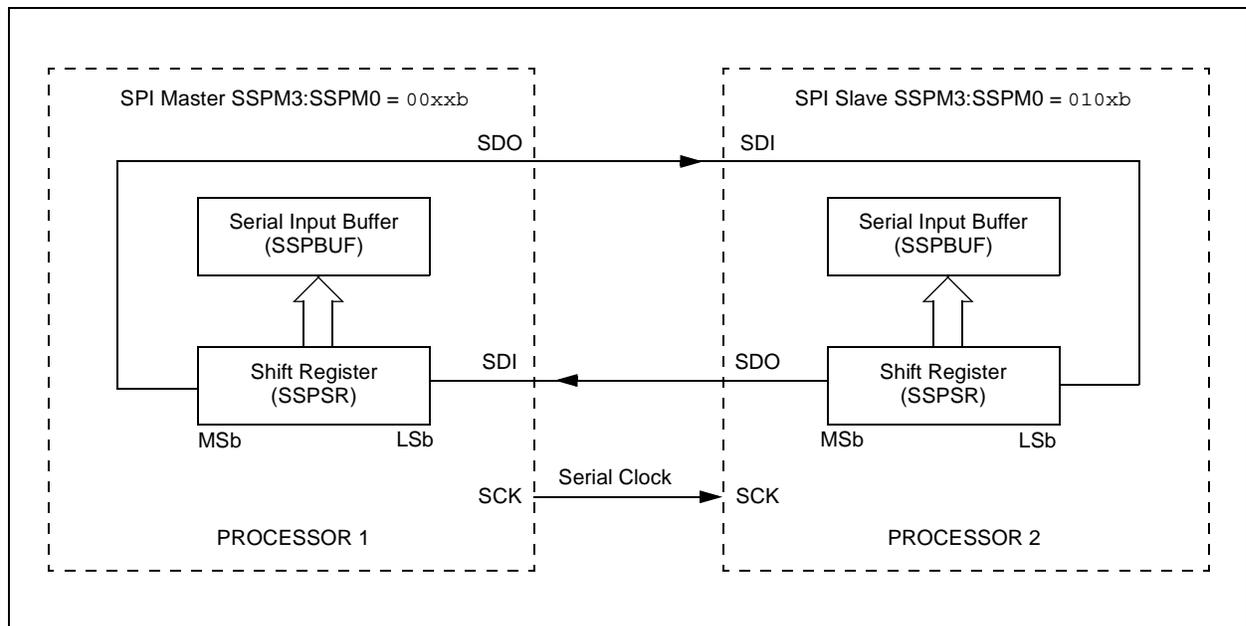 SPI Master SSPM3:SSPM0 = 00xxb
SPI Slave SSPM3:SSPM0 = 010xb
SDO
SDI
Serial Input Buffer
(SSPBUF)
Serial Input Buffer
(SSPBUF)
SDI
SDO
Shift Register
(SSPSR)
Shift Register
(SSPSR)
MSb
LSb
MSb
LSb
Serial Clock
SCK
SCK
PROCESSOR 1
PROCESSOR 2